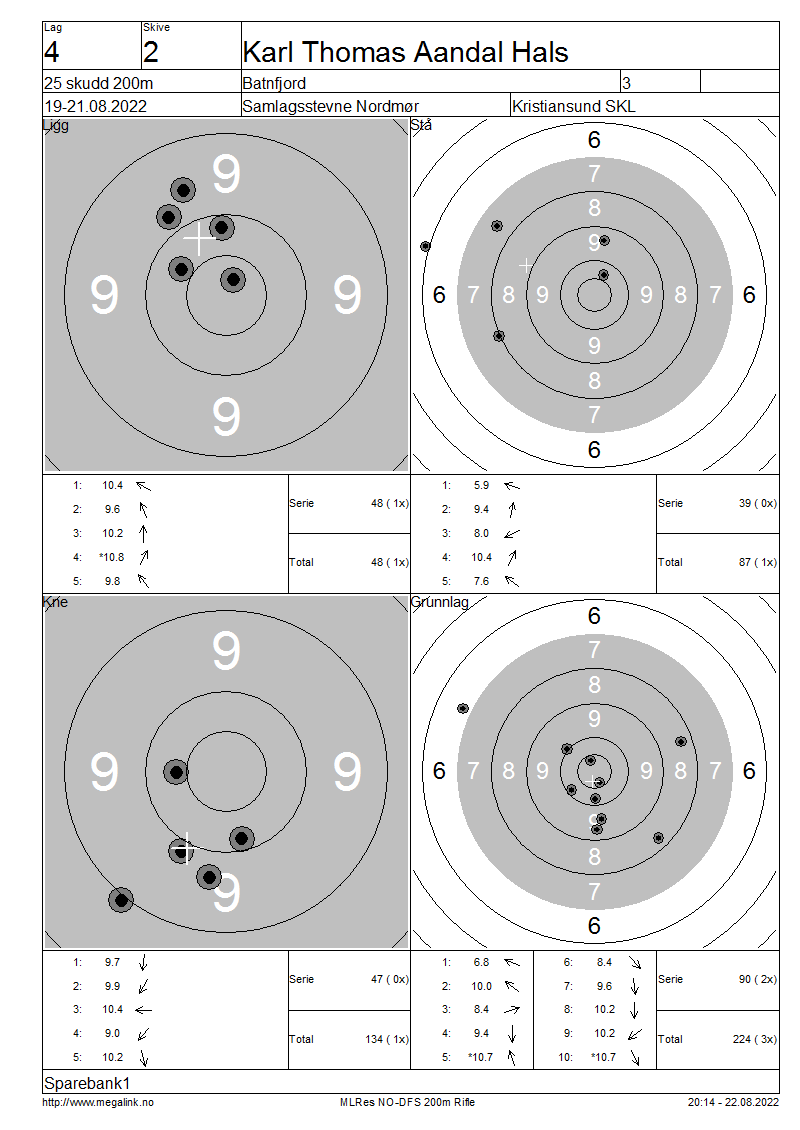 Lag Skive
4 2 Karl Thomas Aandal Hals
25 skudd 200m Batnfjord 3
19-21.08.2022 Samlagsstevne Nordmør Kristiansund SKL
Ligg
9
9 9
9
Stå
6
7
8
9
6 7 8 9 9 8 7 6
9
8
7
6
1: 10.4
2: 9.6
3: 10.2
4: *10.8
5: 9.8
Serie 48 ( 1x)
Total 48 ( 1x)
1: 5.9
2: 9.4
3: 8.0
4: 10.4
5: 7.6
Serie 39 ( 0x)
Total 87 ( 1x)
Kne
9
9 9
9
Grunnlag
6
7
8
9
6 7 8 9 9 8 7 6
9
8
7
6
1: 9.7
2: 9.9
3: 10.4
4: 9.0
5: 10.2
Serie 47 ( 0x)
Total 134 ( 1x)
1: 6.8 6: 8.4
2: 10.0 7: 9.6
3: 8.4 8: 10.2
4: 9.4 9: 10.2
5: *10.7 10: *10.7
Serie 90 ( 2x)
Total 224 ( 3x)
Sparebank1
http://www.megalink.no MLRes NO-DFS 200m Rifle 20:14 - 22.08.2022